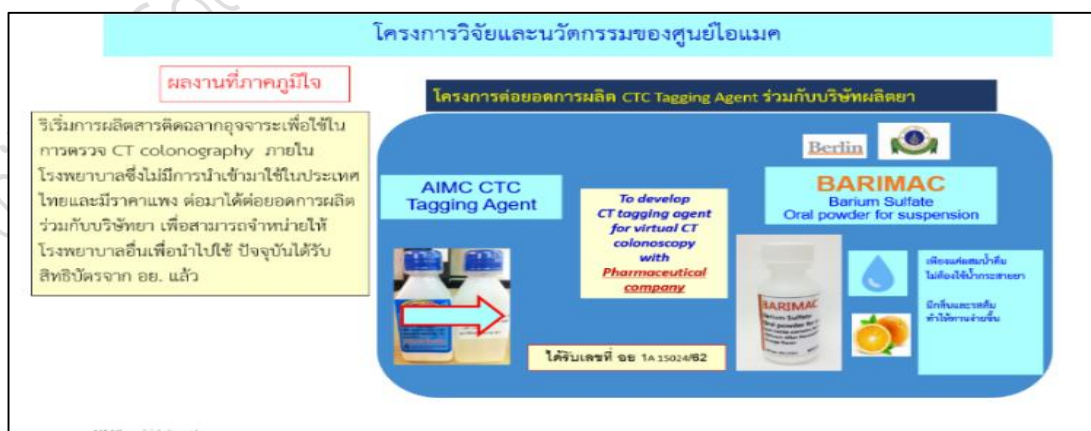 โครงการวิจัยและนวัตกรรมของศูนย์ไอแมค
ผลงานที่ภาคภูมิใจ
ริเริ่มการผลิตสารติดฉลากอุจจาระเพื่อใช้ใน
การตรวจ CT colonography ภายใน
โรงพยาบาลซึ่งไม่มีการนำเข้ามาใช้ในประเทศ
ไทยและมีราคาแพง ต่อมาได้ต่อยอดการผลิต
ร่วมกับบริษัทยา เพื่อสามารถจำหน่ายให้
โรงพยาบาลอื่นเพื่อนำไปใช้ ปัจจุบันได้รับ
สิทธิบัตรจาก อย. แล้ว
โครงการต่อยอดการผลิต CTC Tagging Agent ร่วมกับบริษัทผลิตยา
AIMC CTC
Tagging Agent
To develop
CT tagging agent
for virtual CT
colonoscopy
with
Pharmaceutical
company
Berlin
BARIMAC
Barium Sulfate
Oral powder for suspension
BARIMAC
Barium Sulfate
Oral powder for
เพียงแค่ผสมน้ำดื่ม
ไม่ต้องใช้น้ำกระสายยา
มีกลิ่นและรสส้ม
ทำให้ทานง่ายขึ้น
ได้รับเลขที่ อย 1A 15024/62